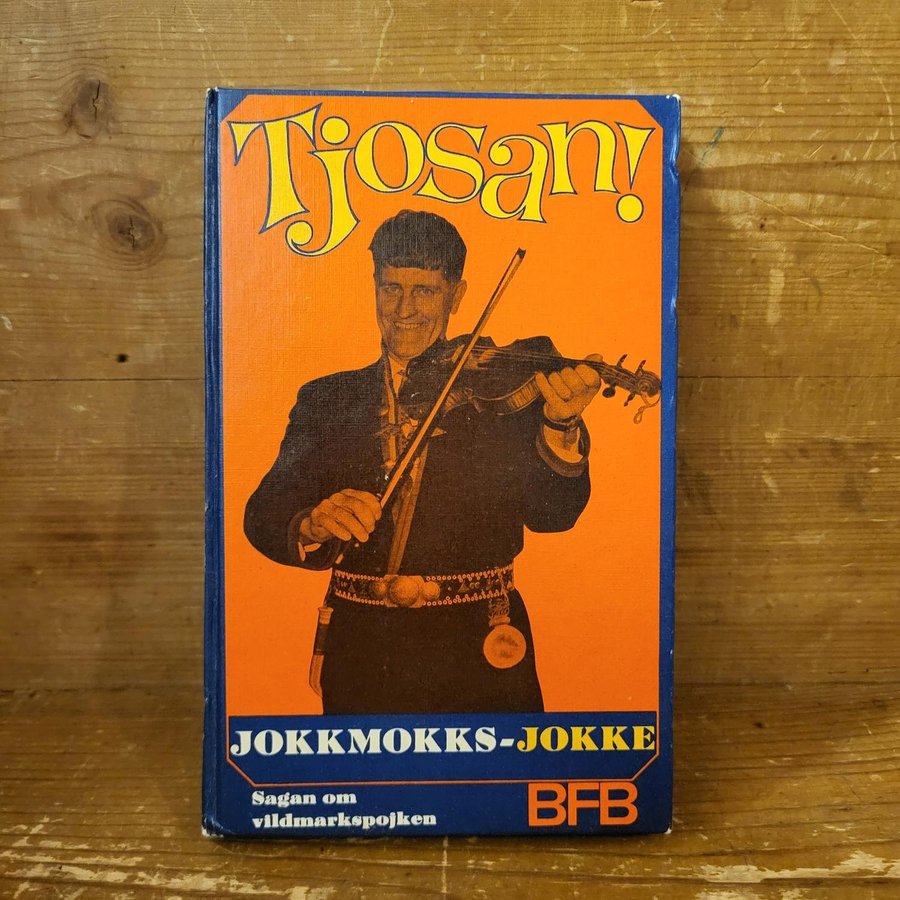 Tjosan!
JOKKMOKKS-JOKKE
Sagan om
vildmarkspojken
BFB